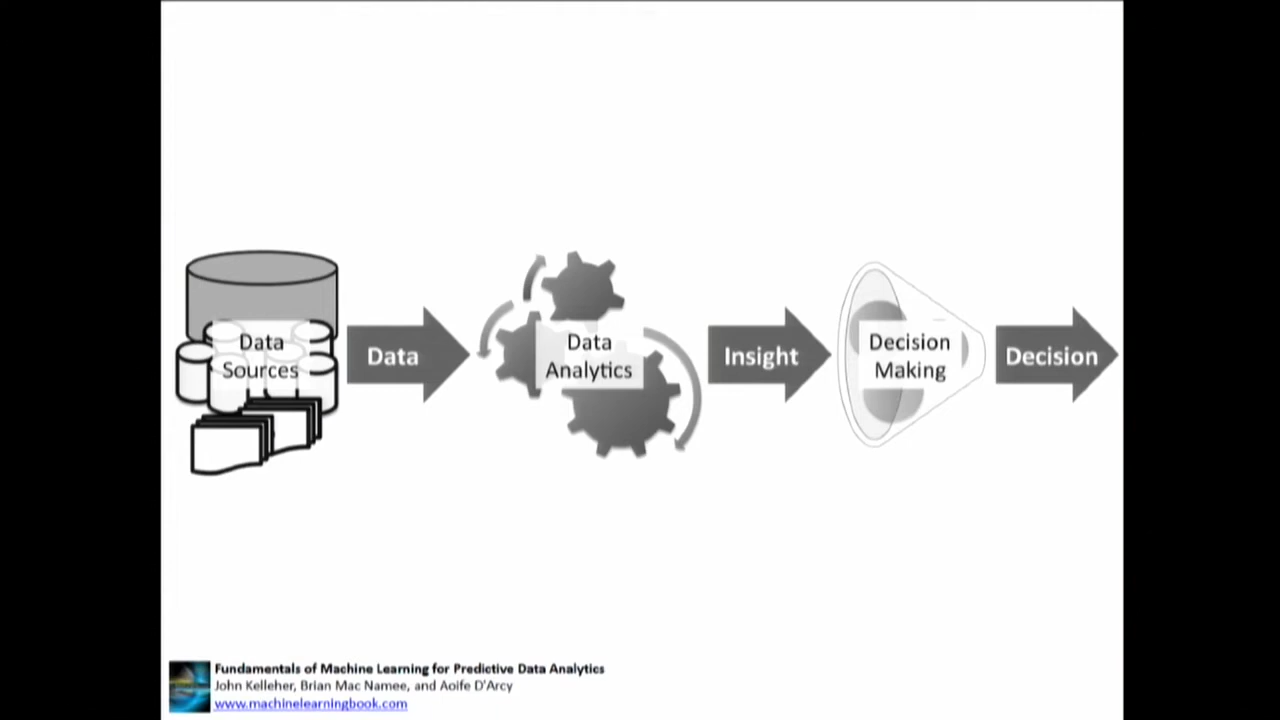 Data
Sources
Data
Data
Analytics
Insight
Decision
Making
Decision
Fundamentals of Machine Learning for Predictive Data Analytics
John Kelleher, Brian Mac Namee, and Aoife D'Arcy
www.machinelearningbook.com